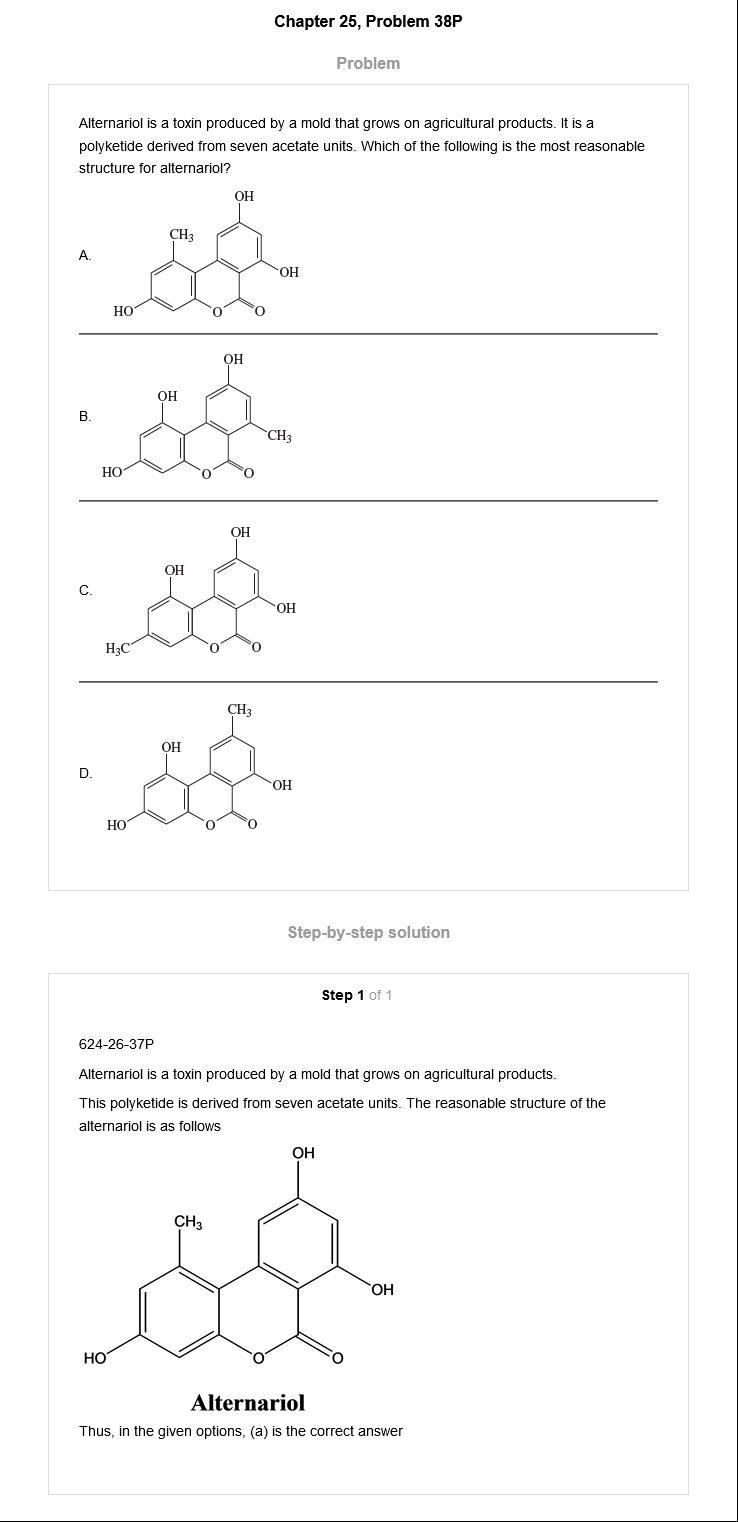 Chapter 25, Problem 38P
Problem
Alternariol is a toxin produced by a mold that grows on agricultural products. It is a
polyketide derived from seven acetate units. Which of the following is the most reasonable
structure for alternariol?
OH
CH3
A.
OH
HO
O
O
OH
OH
B.
CH3
HO
O
O
OH
OH
C.
OH
H3C
O
O
CH3
OH
D.
OH
HO
O
O
Step-by-step solution
Step 1 of 1
624-26-37P
Alternariol is a toxin produced by a mold that grows on agricultural products.
This polyketide is derived from seven acetate units. The reasonable structure of the
alternariol is as follows
OH
CH3
OH
HO
O
O
Alternariol
Thus, in the given options, (a) is the correct answer